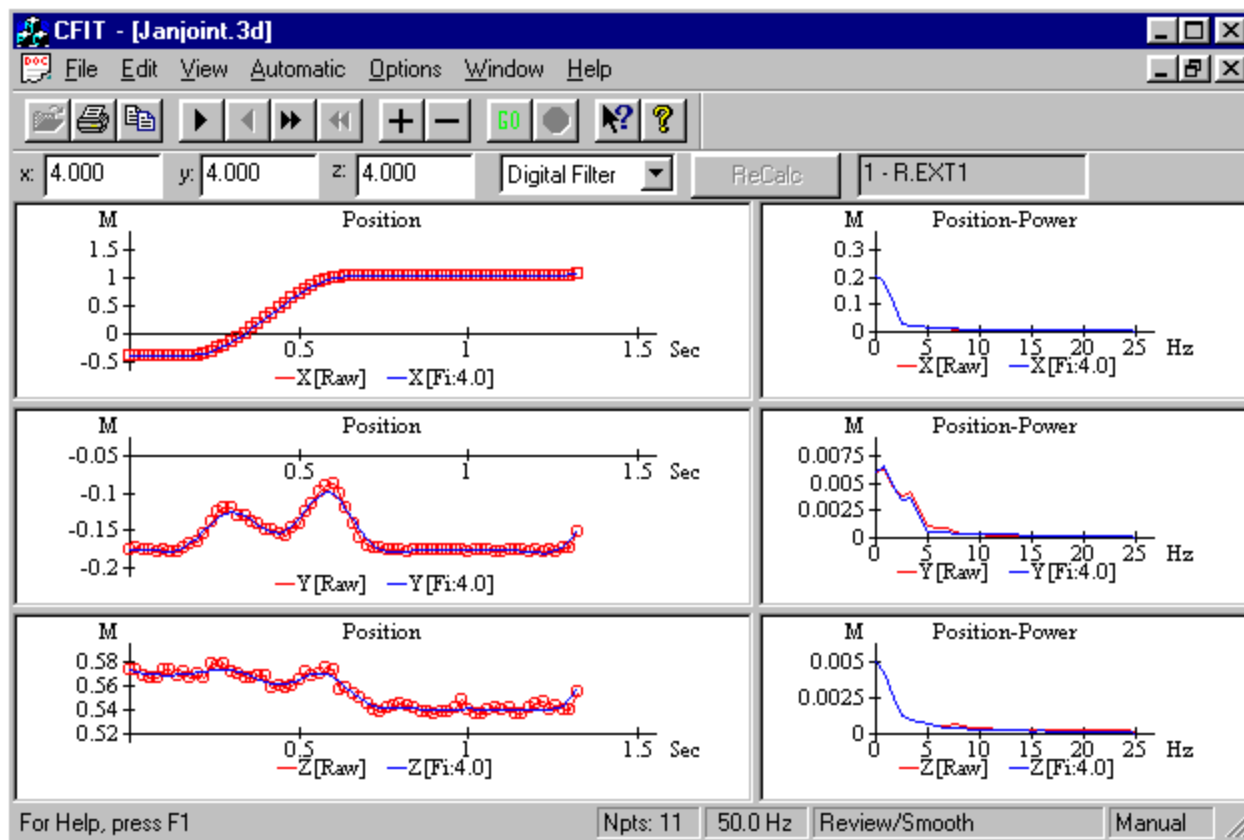 CFIT - [Janjoint.3d]
DOC File Edit View Automatic Options Window Help
GO ? ?
x: 4.000 y: 4.000 z: 4.000 Digital Filter ReCalc 1 - R.EXT1
M Position
1.5
1
0.5
0
-0.5
0.5 1 1.5 Sec
X[Raw] X[Fi:4.0]
M Position-Power
0.3
0.2
0.1
0
0 5 10 15 20 25 Hz
X[Raw] X[Fi:4.0]
M Position
-0.05
-0.1
-0.15
-0.2
0.5 1 1.5 Sec
Y[Raw] Y[Fi:4.0]
M Position-Power
0.0075
0.005
0.0025
0
0 5 10 15 20 25 Hz
Y[Raw] Y[Fi:4.0]
M Position
0.58
0.56
0.54
0.52
0.5 1 1.5 Sec
Z[Raw] Z[Fi:4.0]
M Position-Power
0.005
0.0025
0
0 5 10 15 20 25 Hz
Z[Raw] Z[Fi:4.0]
For Help, press F1 Npts: 11 50.0 Hz Review/Smooth Manual